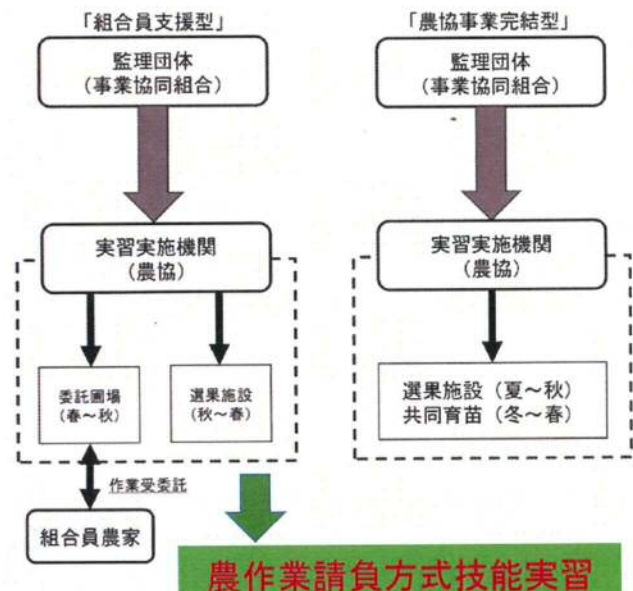 「組合員支援型」
監理団体
(事業協同組合)
実習実施機関
(農協)
委託圃場
(春～秋)
選果施設
(秋～春)
作業受委託
組合員農家
「農協事業完結型」
監理団体
(事業協同組合)
実習実施機関
(農協)
選果施設（夏～秋）
共同育苗（冬～春）
農作業請負方式技能実習